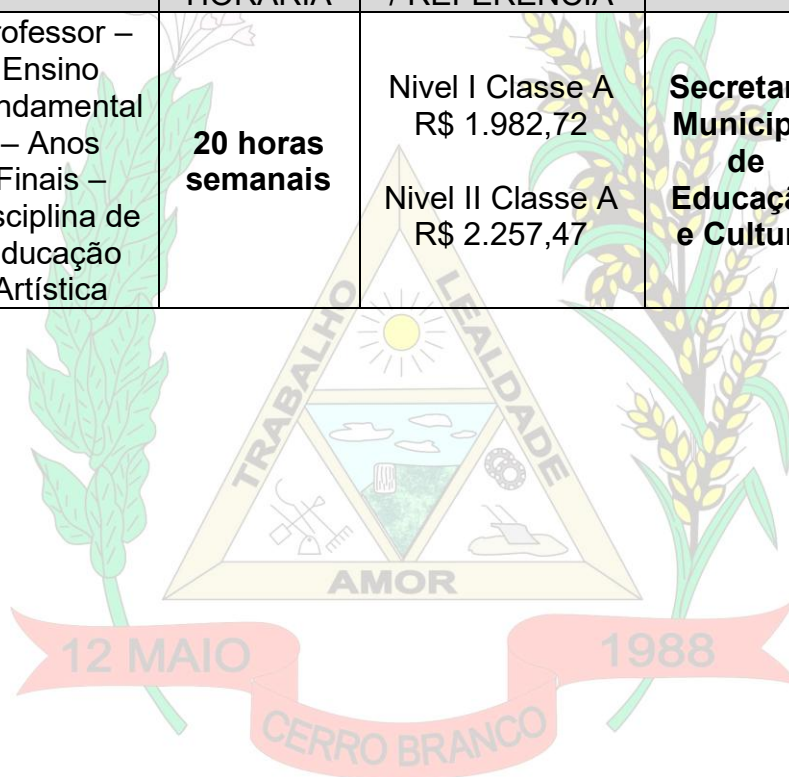 HORÁRIA
/ REFERÊNCIA
rofessor –
Ensino
ndamental
– Anos
Finais –
sciplina de
ducação
Artística
20 horas
semanais
Nivel I Classe A
R$ 1.982,72
Nivel II Classe A
R$ 2.257,47
Secretar
Municip
de
Educaçã
e Cultur
TRABALHO
LEALDADE
AMOR
12 MAIO
1988
CERRO BRANCO